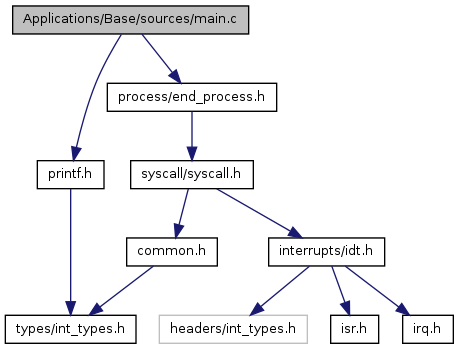 Applications/Base/sources/main.c
process/end_process.h
printf.h
syscall/syscall.h
common.h
interrupts/idt.h
types/int_types.h
headers/int_types.h
isr.h
irq.h